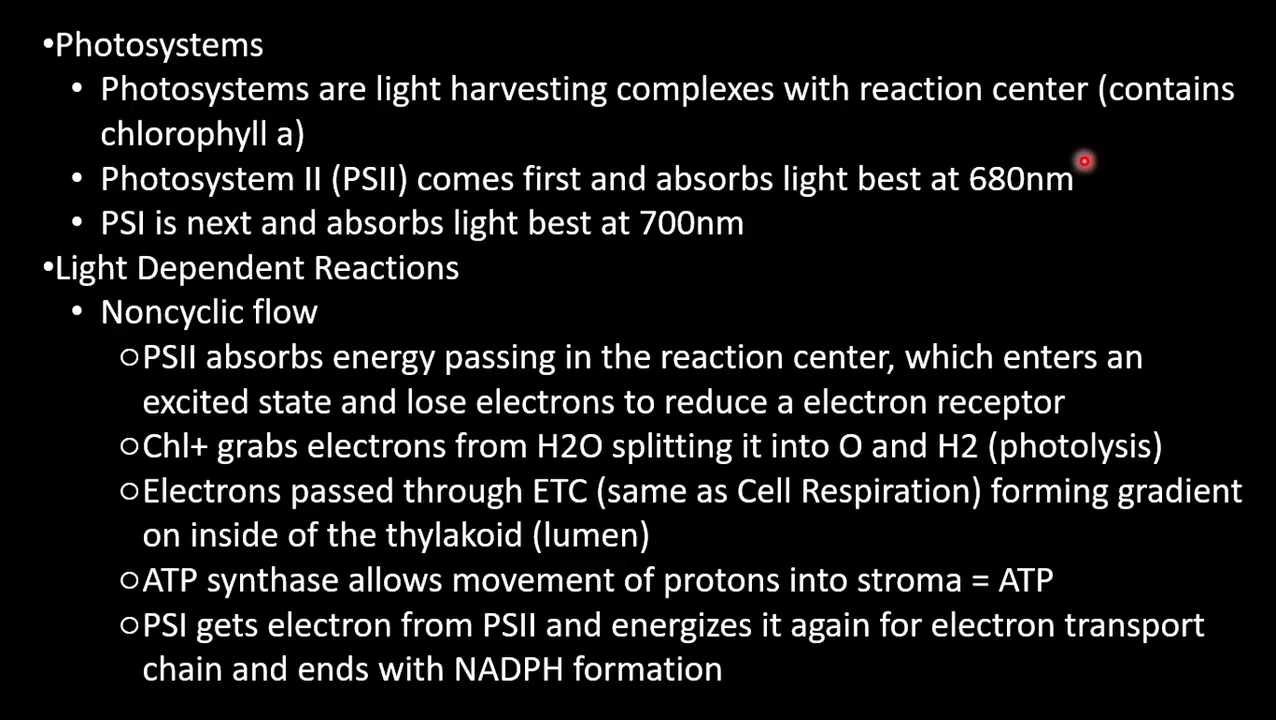 •Photosystems
• Photosystems are light harvesting complexes with reaction center (contains
chlorophyll a)
• Photosystem II (PSII) comes first and absorbs light best at 680nm
• PSI is next and absorbs light best at 700nm
•Light Dependent Reactions
• Noncyclic flow
○PSII absorbs energy passing in the reaction center, which enters an
excited state and lose electrons to reduce a electron receptor
○Chl+ grabs electrons from H2O splitting it into O and H2 (photolysis)
○Electrons passed through ETC (same as Cell Respiration) forming gradient
on inside of the thylakoid (lumen)
○ATP synthase allows movement of protons into stroma = ATP
○PSI gets electron from PSII and energizes it again for electron transport
chain and ends with NADPH formation